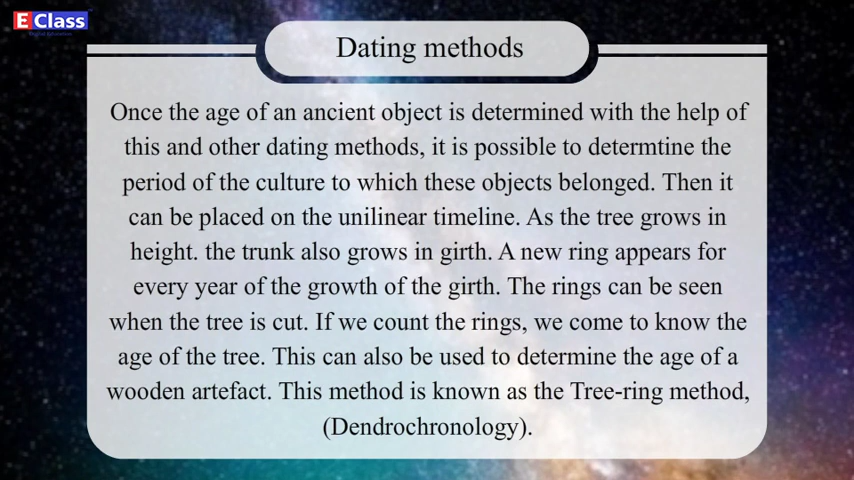 E Class
Dating methods
Once the age of an ancient object is determined with the help of
this and other dating methods, it is possible to determtine the
period of the culture to which these objects belonged. Then it
can be placed on the unilinear timeline. As the tree grows in
height. the trunk also grows in girth. A new ring appears for
every year of the growth of the girth. The rings can be seen
when the tree is cut. If we count the rings, we come to know the
age of the tree. This can also be used to determine the age of a
wooden artefact. This method is known as the Tree-ring method,
(Dendrochronology).